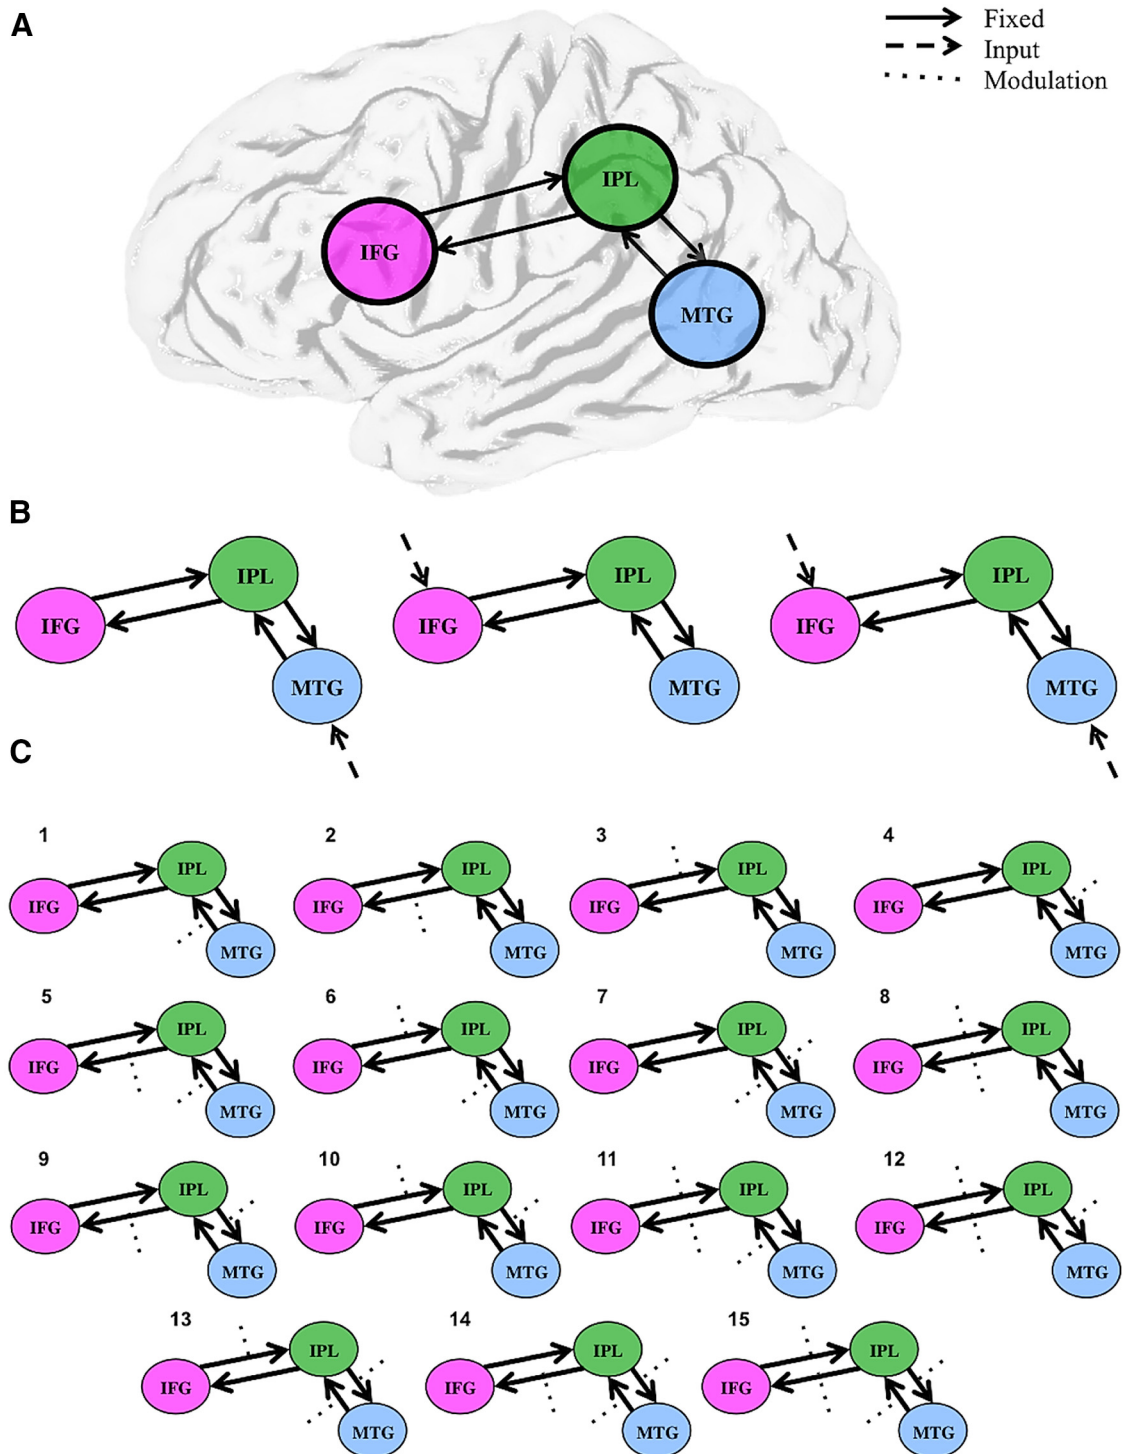 A
Fixed
Input
Modulation
IPL
IFG
MTG
B
IPL
IFG
MTG
IPL
IFG
MTG
IPL
IFG
MTG
C
1
IPL
IFG
MTG
2
IPL
IFG
MTG
3
IPL
IFG
MTG
4
IPL
IFG
MTG
5
IPL
IFG
MTG
6
IPL
IFG
MTG
7
IPL
IFG
MTG
8
IPL
IFG
MTG
9
IPL
IFG
MTG
10
IPL
IFG
MTG
11
IPL
IFG
MTG
12
IPL
IFG
MTG
13
IPL
IFG
MTG
14
IPL
IFG
MTG
15
IPL
IFG
MTG